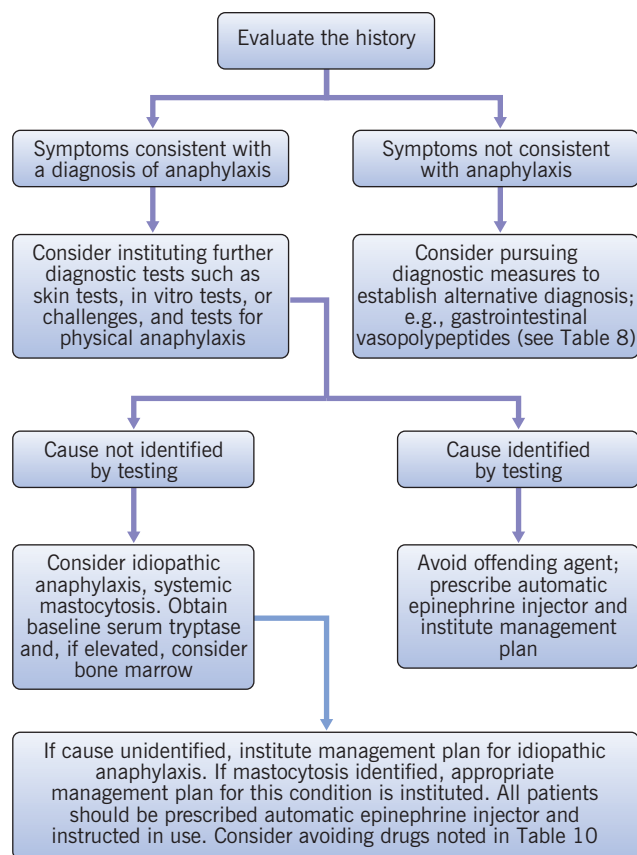 Evaluate the history
Symptoms consistent with
a diagnosis of anaphylaxis
Symptoms not consistent
with anaphylaxis
Consider instituting further
diagnostic tests such as
skin tests, in vitro tests, or
challenges, and tests for
physical anaphylaxis
Consider pursuing
diagnostic measures to
establish alternative diagnosis;
e.g., gastrointestinal
vasopolypeptides (see Table 8)
Cause not identified
by testing
Cause identified
by testing
Consider idiopathic
anaphylaxis, systemic
mastocytosis. Obtain
baseline serum tryptase
and, if elevated, consider
bone marrow
Avoid offending agent;
prescribe automatic
epinephrine injector and
institute management
plan
If cause unidentified, institute management plan for idiopathic
anaphylaxis. If mastocytosis identified, appropriate
management plan for this condition is instituted. All patients
should be prescribed automatic epinephrine injector and
instructed in use. Consider avoiding drugs noted in Table 10